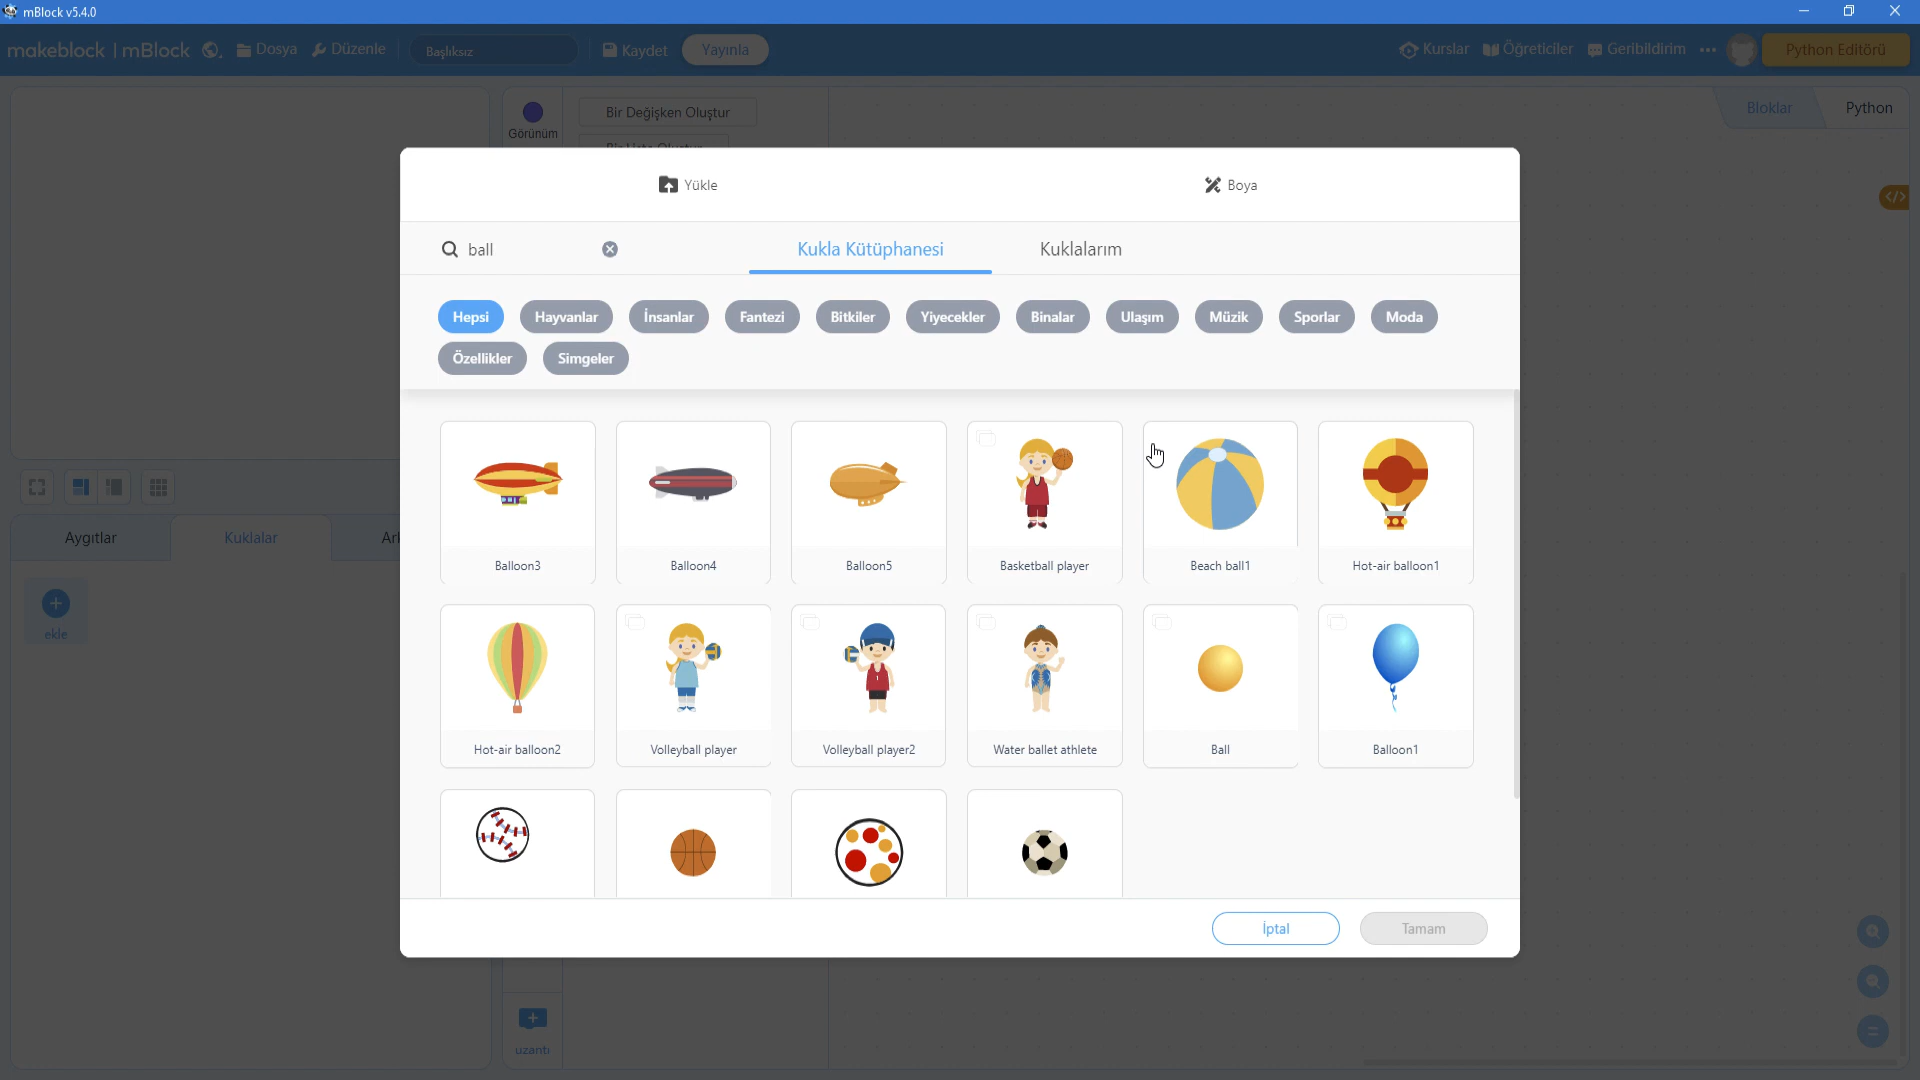 mBlock v5.4.0
makeblock | mBlock
Dosya
Düzenle
Başlıksız
Kaydet
Yayınla
Kurslar
Öğreticiler
Geribildirim
Python Editörü
Görünüm
Bir Değişken Oluştur
Bloklar
Python
Yükle
Boya
ball
Kukla Kütüphanesi
Kuklalarım
Hepsi
Hayvanlar
İnsanlar
Fantezi
Bitkiler
Yiyecekler
Binalar
Ulaşım
Müzik
Sporlar
Moda
Özellikler
Simgeler
Balloon3
Balloon4
Balloon5
Basketball player
Beach ball1
Hot-air balloon1
Hot-air balloon2
Volleyball player
Volleyball player2
Water ballet athlete
Ball
Balloon1
İptal
Tamam
Aygıtlar
Kuklalar
ekle
uzantı